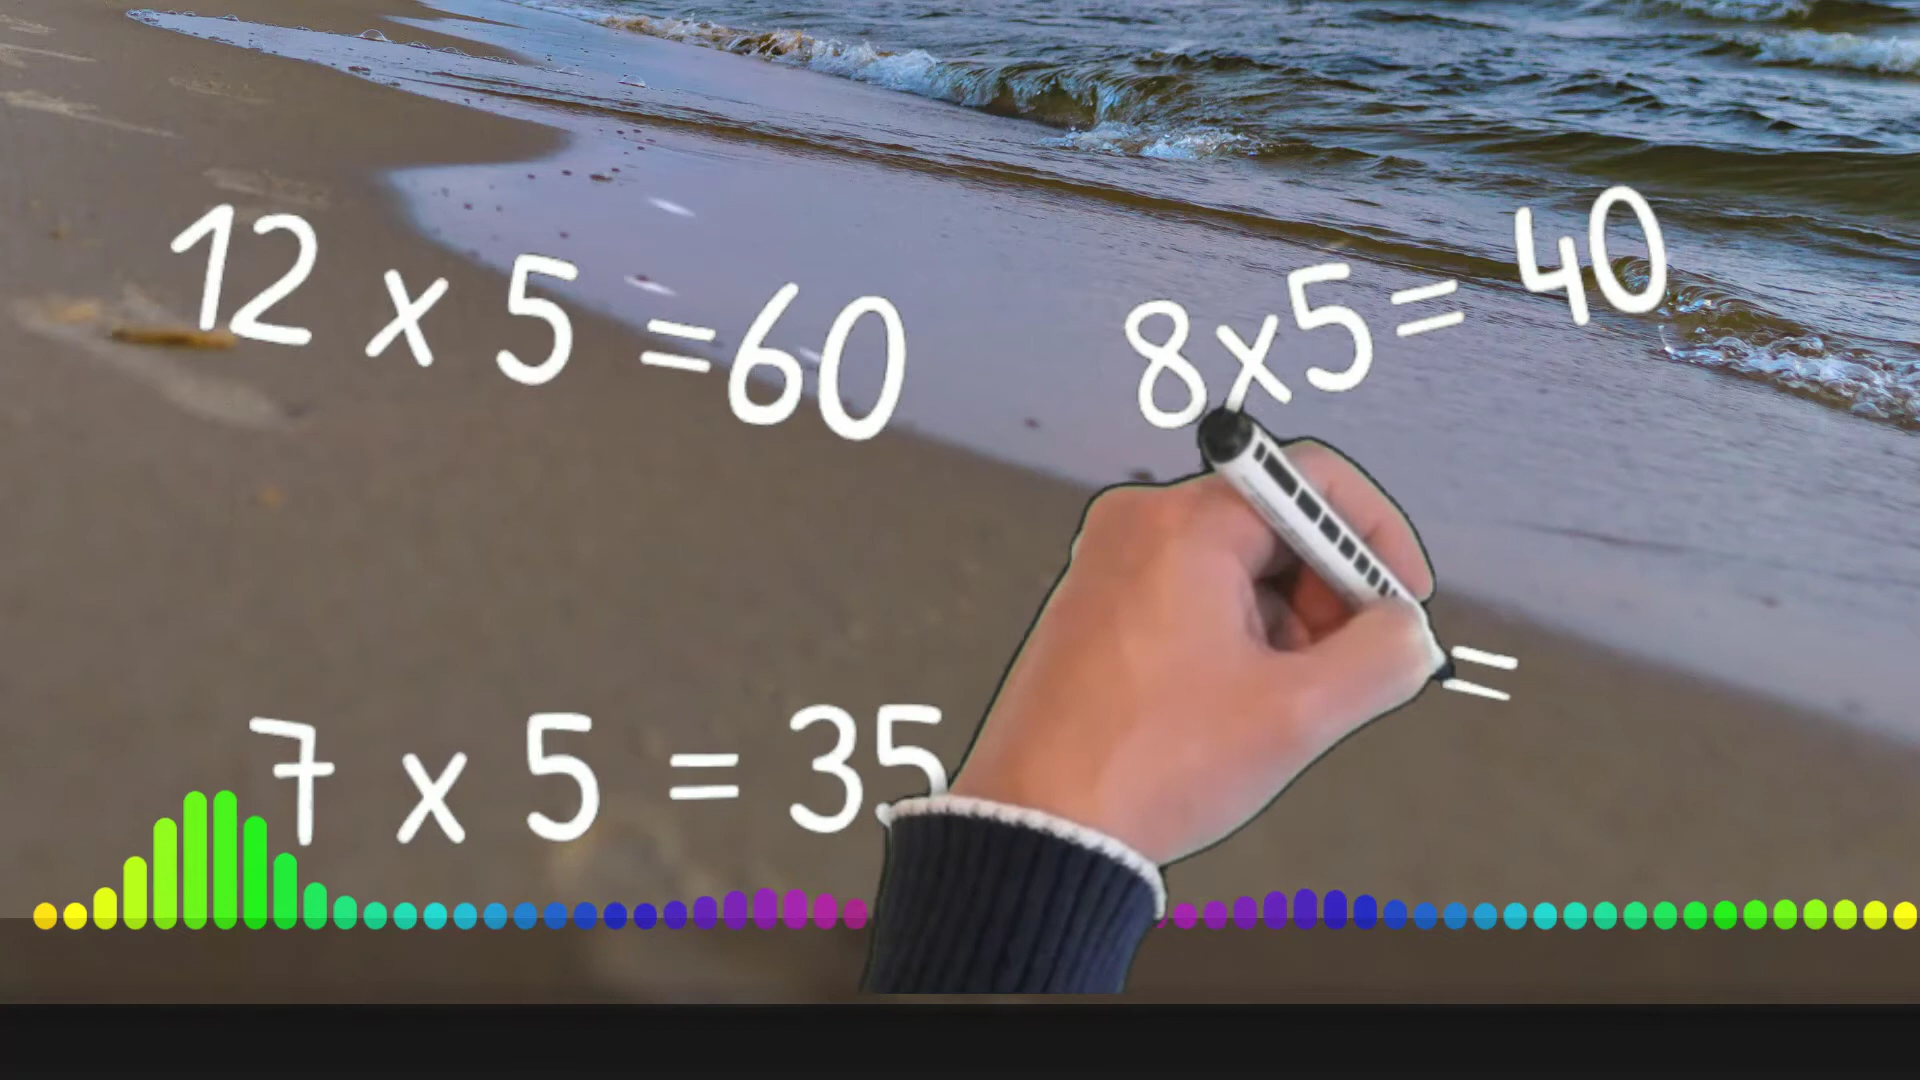 12 x 5 = 60
8x5= 40
7 x 5 = 35
=